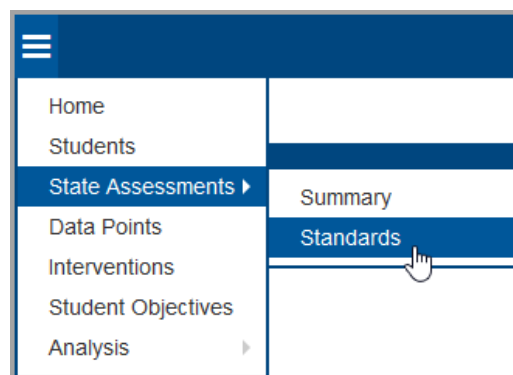 Home
Students
State Assessments
Summary
Data Points
Standards
Interventions
Student Objectives
Analysis